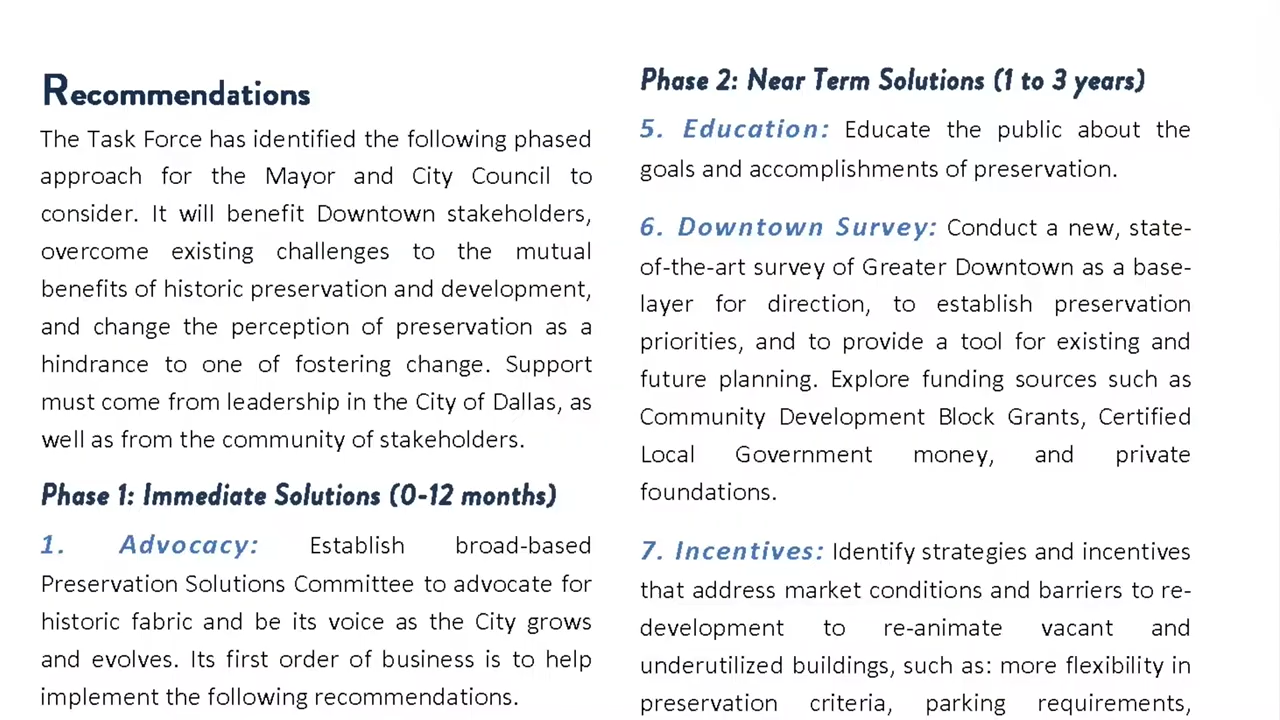 Recommendations
The Task Force has identified the following phased
approach for the Mayor and City Council to
consider. It will benefit Downtown stakeholders,
overcome existing challenges to the mutual
benefits of historic preservation and development,
and change the perception of preservation as a
hindrance to one of fostering change. Support
must come from leadership in the City of Dallas, as
well as from the community of stakeholders.
Phase 1: Immediate Solutions (0-12 months)
1. Advocacy: Establish broad-based
Preservation Solutions Committee to advocate for
historic fabric and be its voice as the City grows
and evolves. Its first order of business is to help
implement the following recommendations.
Phase 2: Near Term Solutions (1 to 3 years)
5. Education: Educate the public about the
goals and accomplishments of preservation.
6. Downtown Survey: Conduct a new, state-
of-the-art survey of Greater Downtown as a base-
layer for direction, to establish preservation
priorities, and to provide a tool for existing and
future planning. Explore funding sources such as
Community Development Block Grants, Certified
Local Government money, and private
foundations.
7. Incentives: Identify strategies and incentives
that address market conditions and barriers to re-
development to re-animate vacant and
underutilized buildings, such as: more flexibility in
preservation criteria, parking requirements,